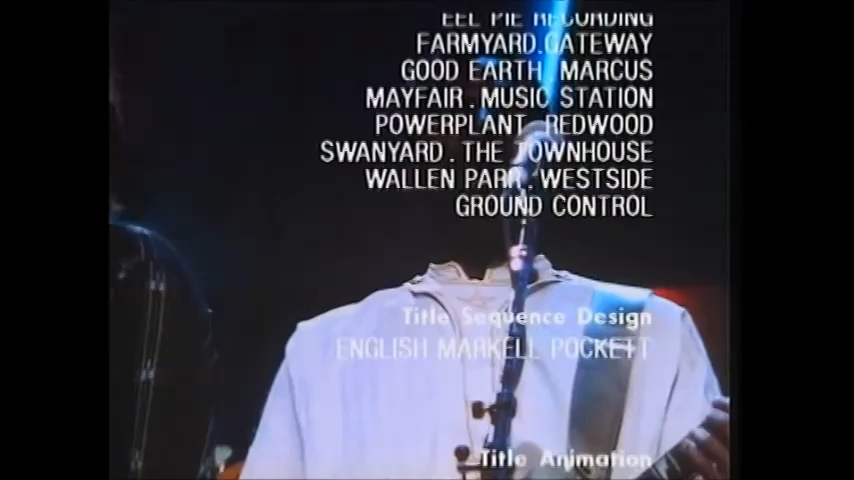 EEL PIE RECORDING
FARMYARD.GATEWAY
GOOD EARTH. MARCUS
MAYFAIR . MUSIC STATION
POWERPLANT. REDWOOD
SWANYARD . THE TOWNHOUSE
WALLEN PARR . WESTSIDE
GROUND CONTROL
Title Sequence Design
ENGLISH MARKELL POCKETT
Title Animation